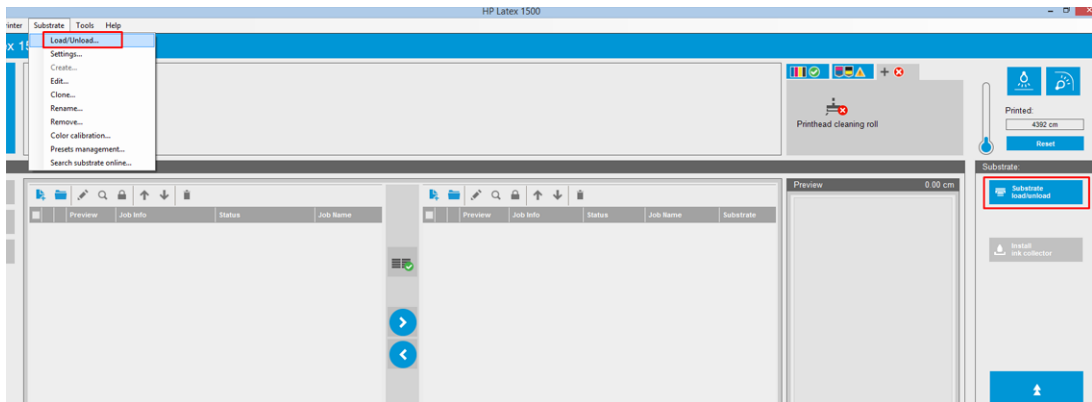 HP Latex 1500
inter Substrate Tools Help
x 1
Load/Unload...
Settings...
Create...
Edit...
Clone...
Rename...
Remove...
Color calibration...
Presets management...
Search substrate online...
Printhead cleaning roll
Printed:
4392 cm
Reset
Substrate:
Substrate
load/unload
Install
ink collector
Preview Job Info Status Job Name
Preview Job Info Status Job Name Substrate
Preview 0.00 cm